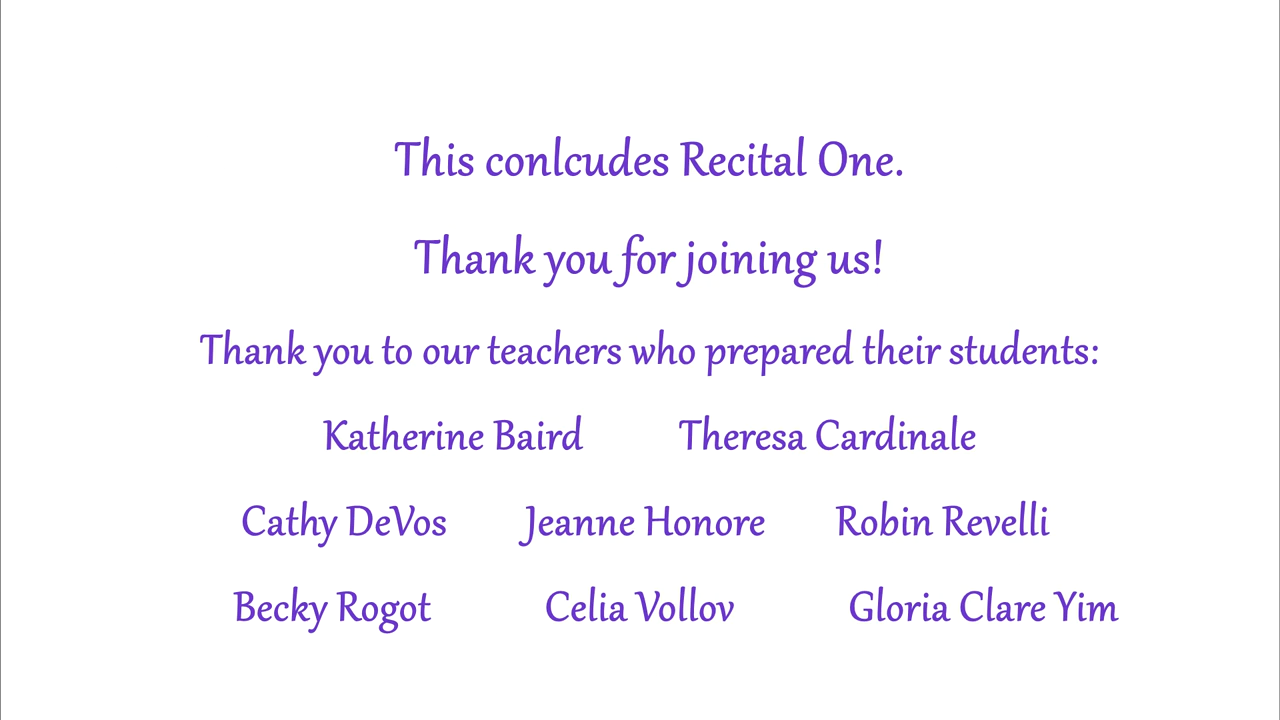 This conlcudes Recital One.
Thank you for joining us!
Thank you to our teachers who prepared their students:
Katherine Baird Theresa Cardinale
Cathy DeVos Jeanne Honore Robin Revelli
Becky Rogot Celia Vollov Gloria Clare Yim